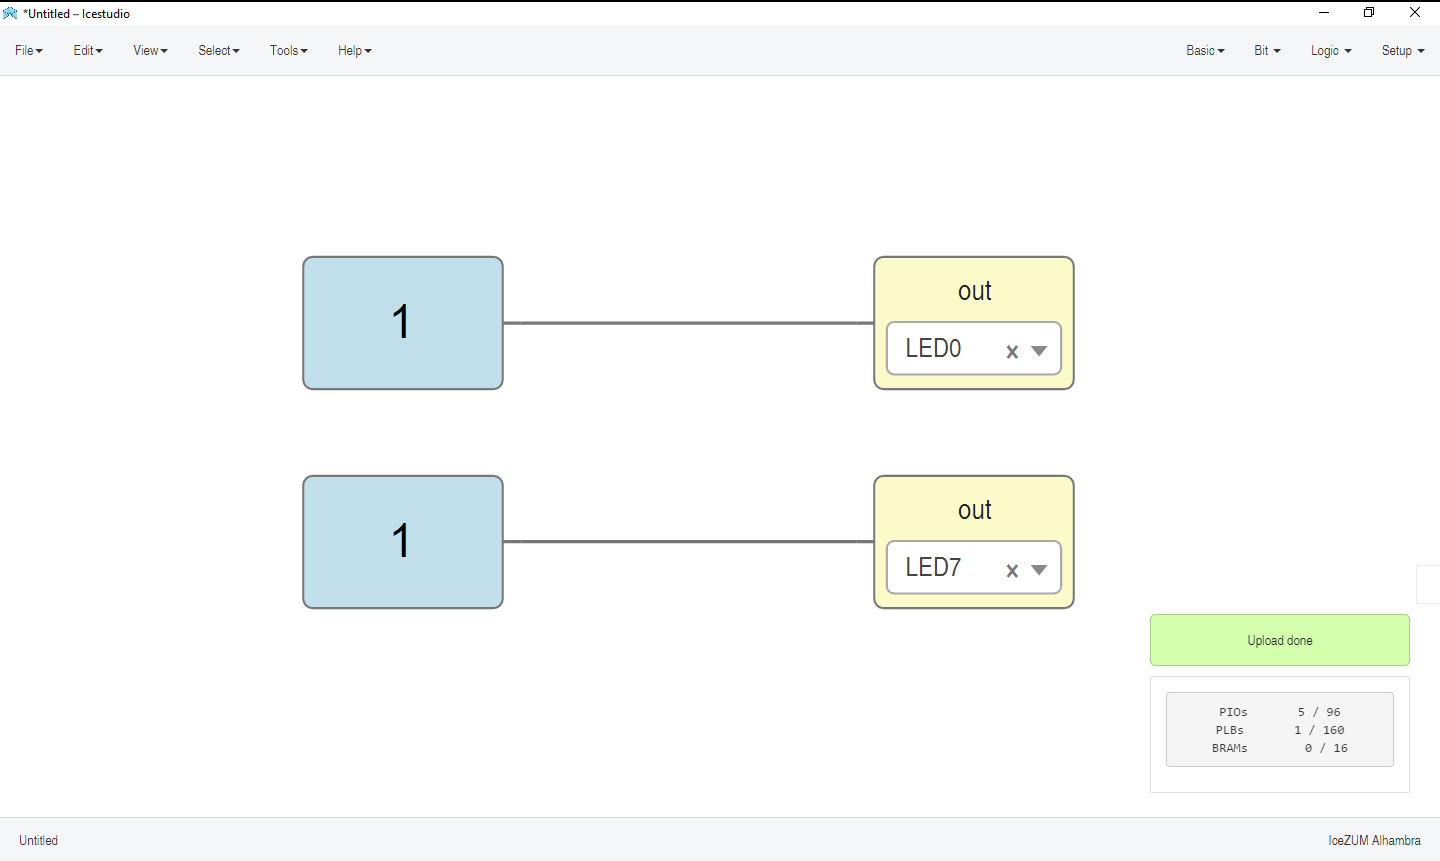 *Untitled – Icestudio
File Edit View Select Tools Help Basic Bit Logic Setup
1 out
LED0 x
1 out
LED7 x
Upload done
PIOs 5 / 96
PLBs 1 / 160
BRAMs 0 / 16
Untitled IceZUM Alhambra